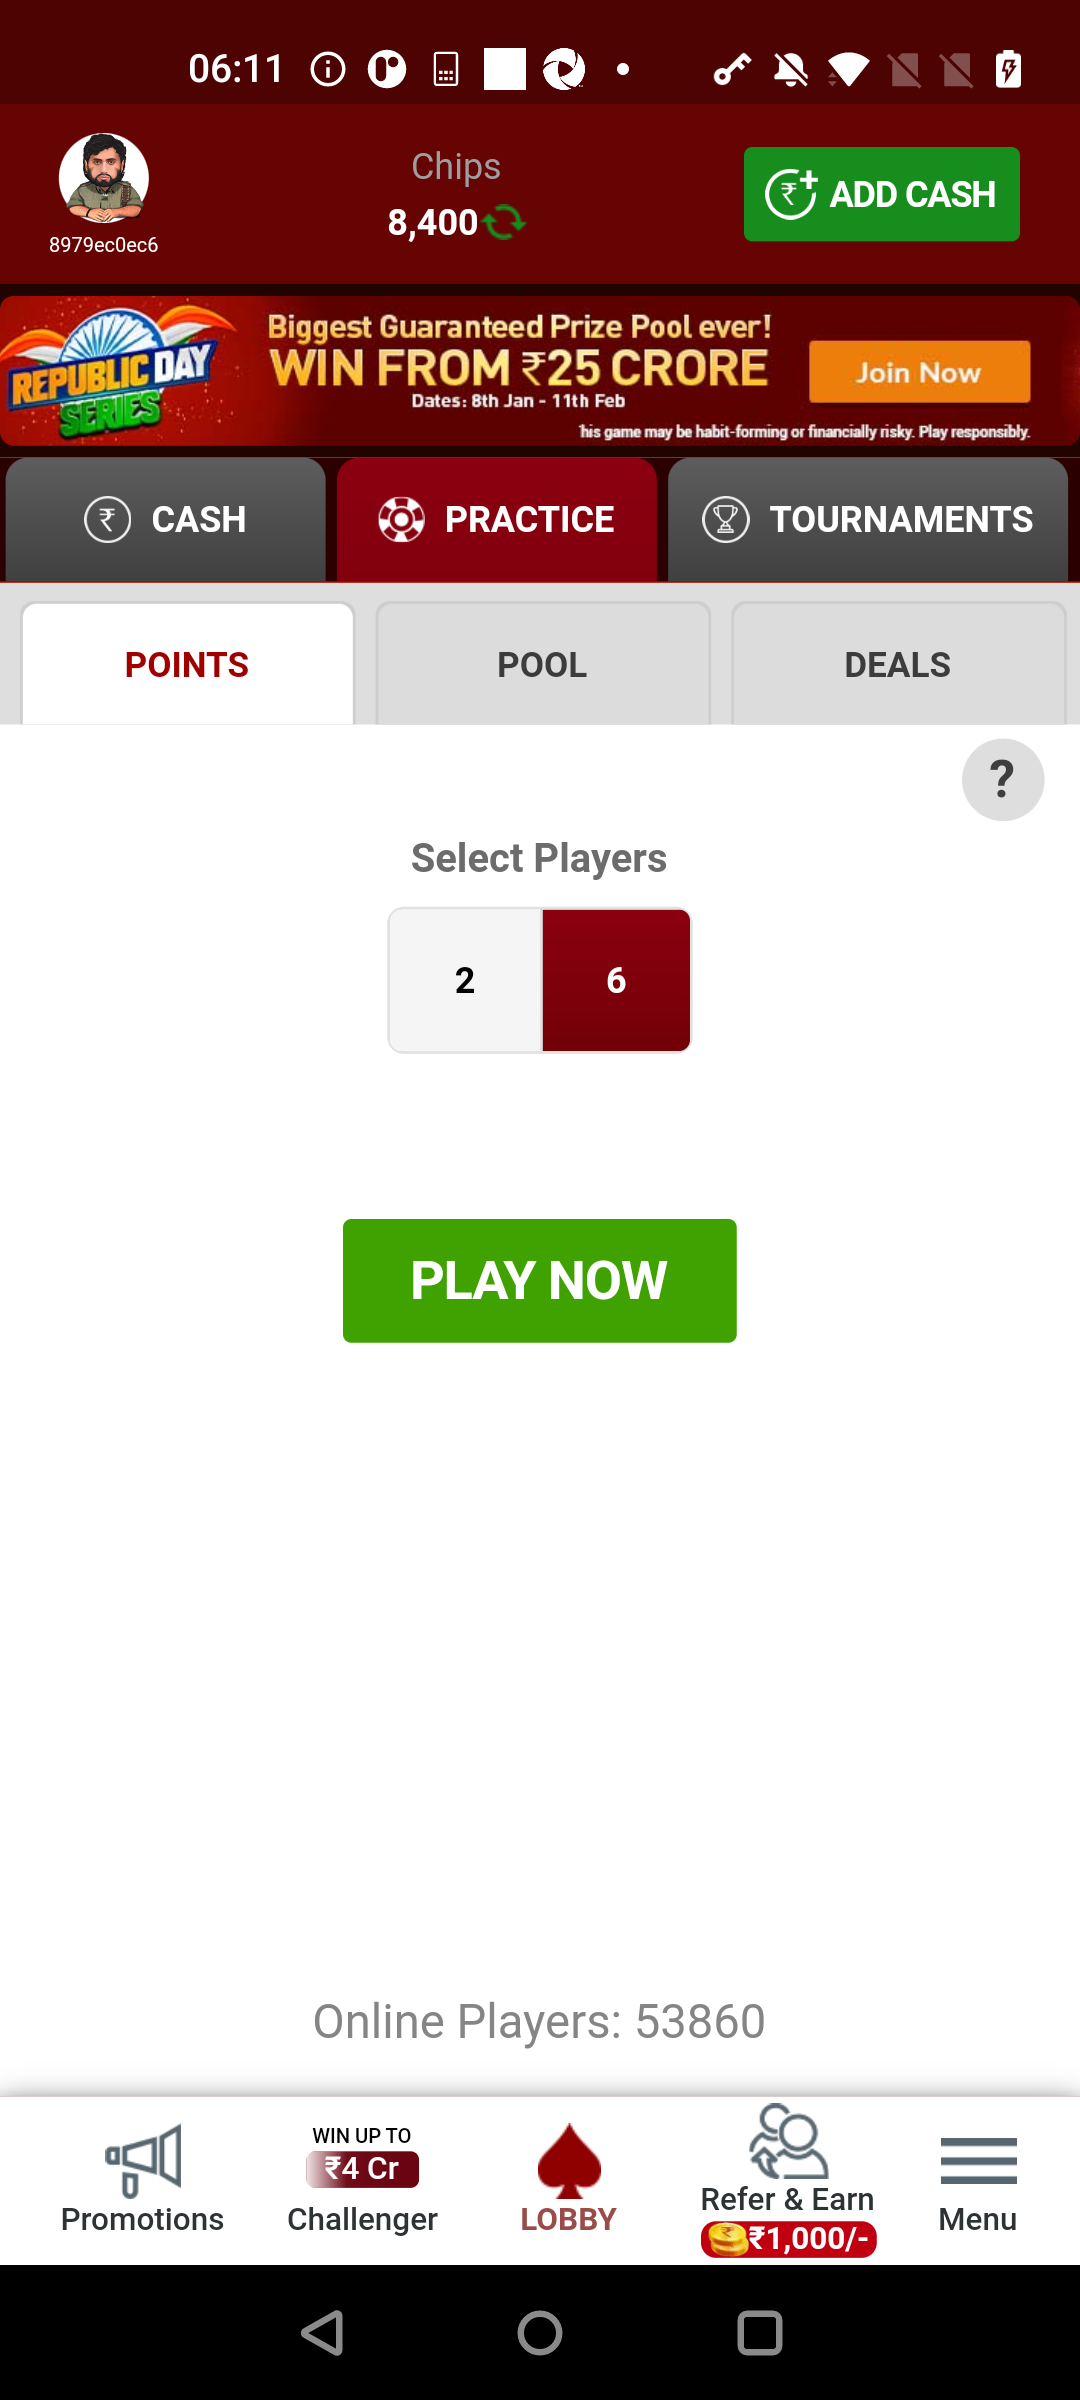 06:11
Chips
8,400
ADD CASH
8979ec0ec6
REPUBLIC DAY
SERIES
Biggest Guaranteed Prize Pool ever!
WIN FROM ₹25 CRORE
Dates: 8th Jan - 11th Feb
Join Now
his game may be habit-forming or financially risky. Play responsibly.
CASH
PRACTICE
TOURNAMENTS
POINTS
POOL
DEALS
?
Select Players
2
6
PLAY NOW
Online Players: 53860
Promotions
WIN UP TO
₹4 Cr
Challenger
LOBBY
Refer & Earn
₹1,000/-
Menu